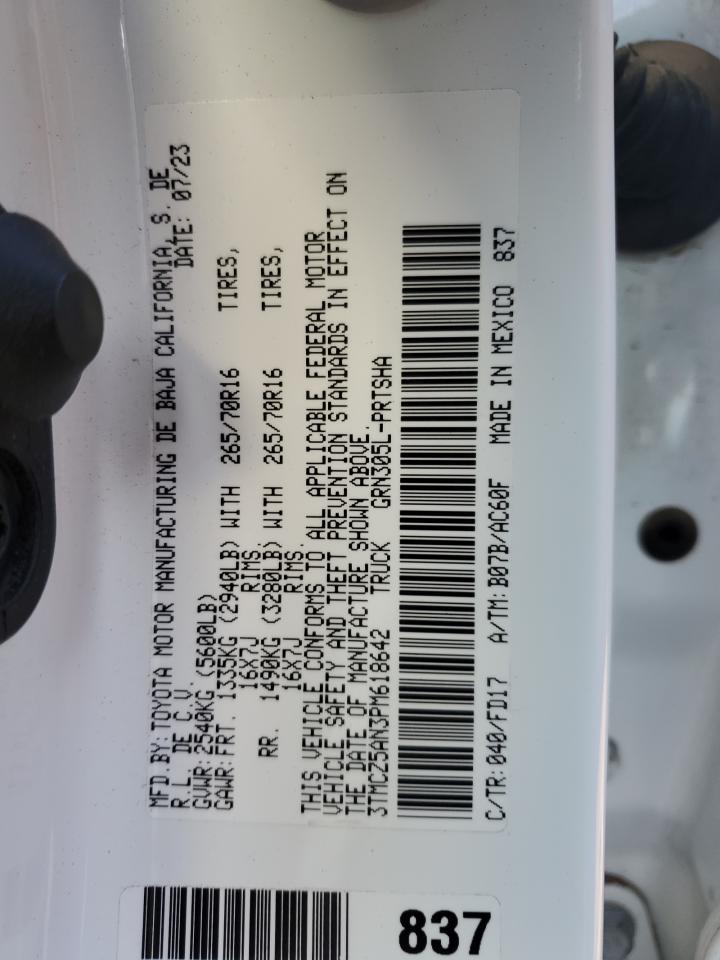 MFD.BY:TOYOTA MOTOR MANUFACTURING DE BAJA CALIFORNIA, S. DE
R.L. DE C.V. DATE: 07/23
GVWR:2540KG (5600LB)
GAWR:FRT. 1335KG (2940LB) WITH 265/70R16 TIRES,
16X7J RIMS.
RR. 1490KG (3280LB) WITH 265/70R16 TIRES,
16X7J RIMS.
THIS VEHICLE CONFORMS TO ALL APPLICABLE FEDERAL MOTOR
VEHICLE SAFETY AND THEFT PREVENTION STANDARDS IN EFFECT ON
THE DATE OF MANUFACTURE SHOWN ABOVE.
3TMCZ5AN3PM618642 TRUCK GRN305L-PRTSHA
C/TR:040/FD17 A/TM:B07B/AC60F MADE IN MEXICO 837
837